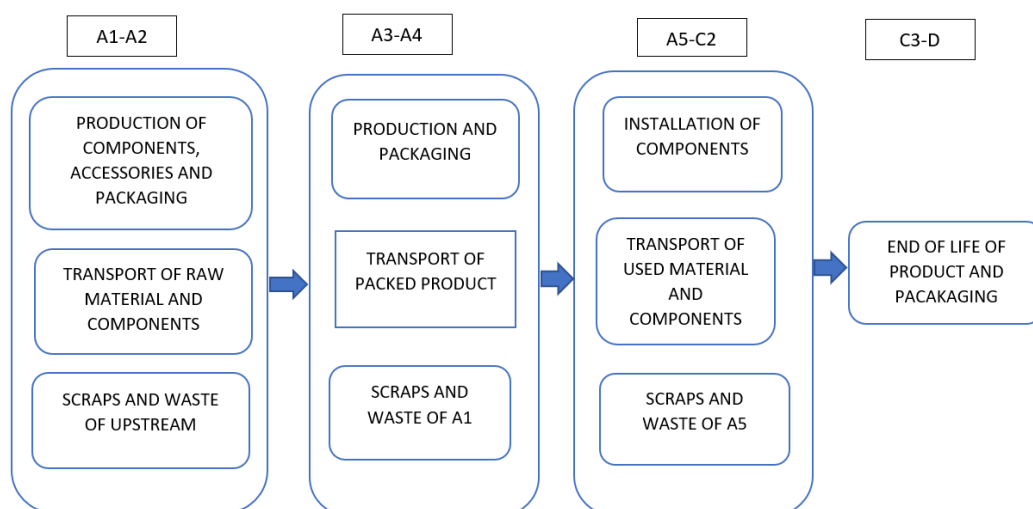 A1-A2
PRODUCTION OF
COMPONENTS,
ACCESSORIES AND
PACKAGING
TRANSPORT OF RAW
MATERIAL AND
COMPONENTS
SCRAPS AND WASTE
OF UPSTREAM
A3-A4
PRODUCTION AND
PACKAGING
TRANSPORT OF
PACKED PRODUCT
SCRAPS AND
WASTE OF A1
A5-C2
INSTALLATION OF
COMPONENTS
TRANSPORT OF
USED MATERIAL
AND
COMPONENTS
SCRAPS AND
WASTE OF A5
C3-D
END OF LIFE OF
PRODUCT AND
PACAKAGING